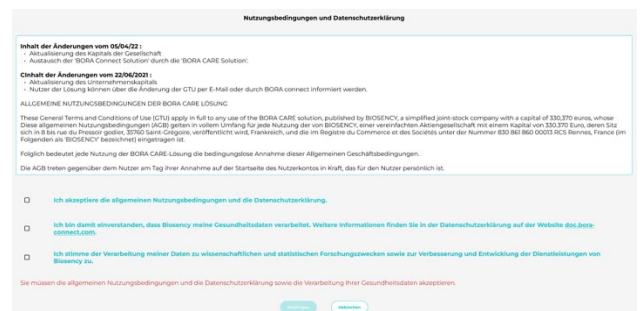 Nutzungsbedingungen und Datenschutzerklärung
Inhalt der Änderungen vom 05/04/22 :
- Aktualisierung des Kapitals der Gesellschaft
- Austausch der 'BORA Connect Solution' durch die 'BORA CARE Solution'.
CInhalt der Änderungen vom 22/06/2021 :
- Aktualisierung des Unternehmenskapitals
- Nutzer der Lösung können über die Änderung der GTU per E-Mail oder durch BORA connect informiert werden.
ALLGEMEINE NUTZUNGSBEDINGUNGEN DER BORA CARE LÖSUNG
These General Terms and Conditions of Use (GTU) apply in full to any use of the BORA CARE solution, published by BIOSENCY, a simplified joint-stock company with a capital of 330,370 euros, whose
Diese allgemeinen Nutzungsbedingungen (AGB) gelten in vollem Umfang für jede Nutzung der von BIOSENCY, einer vereinfachten Aktiengesellschaft mit einem Kapital von 330.370 Euro, deren Sitz
sich in 8 bis rue du Pressoir godier, 35760 Saint-Grégoire, veröffentlicht wird, Frankreich, und die im Registre du Commerce et des Sociétés unter der Nummer 830 861 860 00013 RCS Rennes, France (im
Folgenden als 'BIOSENCY' bezeichnet) eingetragen ist.
Folglich bedeutet jede Nutzung der BORA CARE-Lösung die bedingungslose Annahme dieser Allgemeinen Geschäftsbedingungen.
Die AGB treten gegenüber dem Nutzer am Tag ihrer Annahme auf der Startseite des Nutzerkontos in Kraft, das für den Nutzer persönlich ist.
Ich akzeptiere die allgemeinen Nutzungsbedingungen und die Datenschutzerklärung.
Ich bin damit einverstanden, dass Biosency meine Gesundheitsdaten verarbeitet. Weitere Informationen finden Sie in der Datenschutzerklärung auf der Website doc.bora-
connect.com.
Ich stimme der Verarbeitung meiner Daten zu wissenschaftlichen und statistischen Forschungszwecken sowie zur Verbesserung und Entwicklung der Dienstleistungen von
Biosency zu.
Sie müssen die allgemeinen Nutzungsbedingungen und die Datenschutzerklärung sowie die Verarbeitung Ihrer Gesundheitsdaten akzeptieren.
Abbrechen